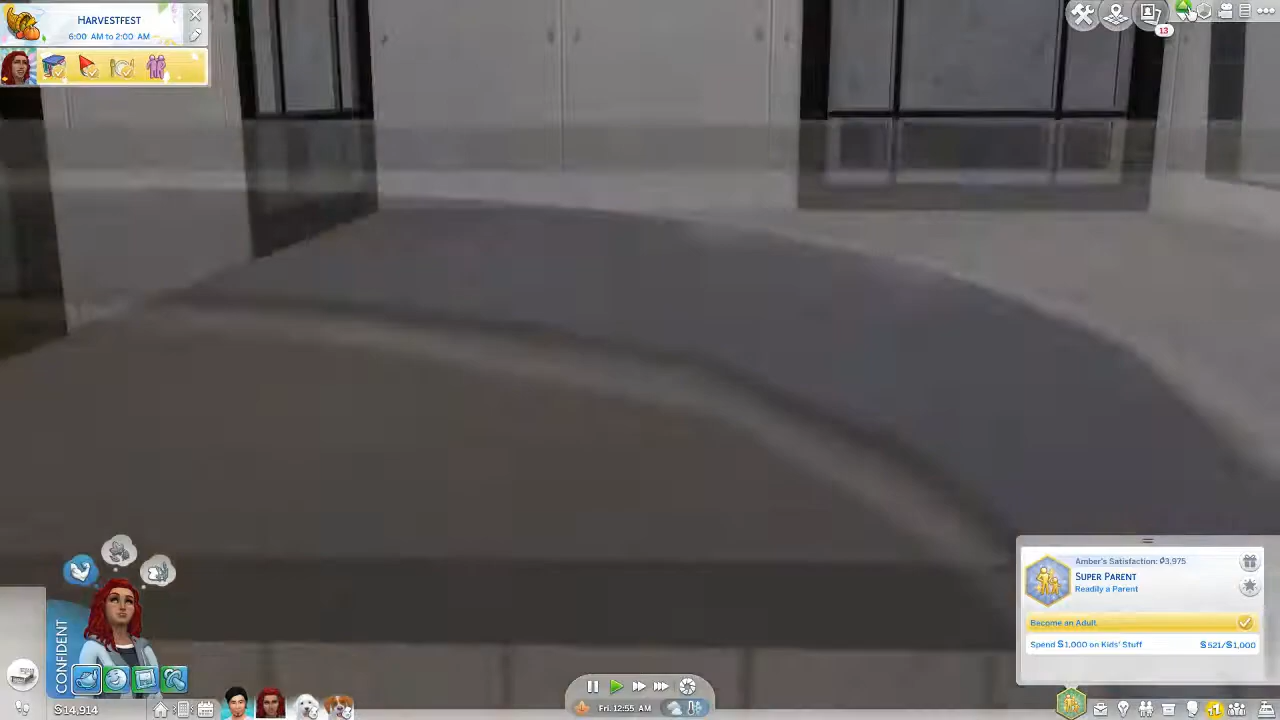 HARVESTFEST
6:00 AM to 2:00 AM
13
Amber's Satisfaction: 3,975
SUPER PARENT
Readily a Parent
Become an Adult.
Spend §1,000 on Kids' Stuff §521/§1,000
CONFIDENT
§14,914
Fri. 12:55 AM
+1